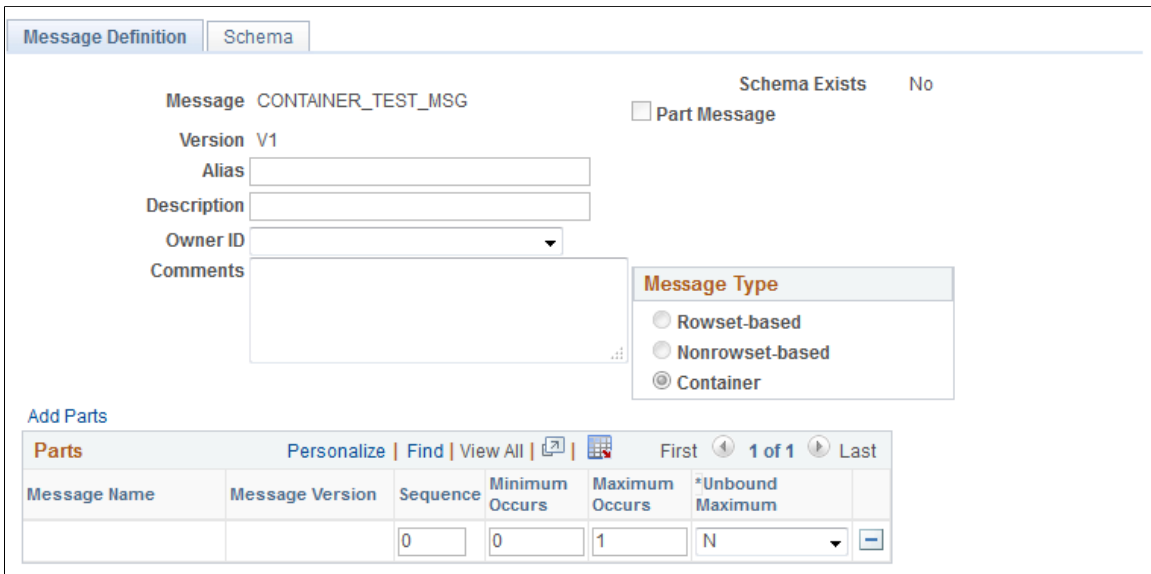 Message Definition Schema
Schema Exists No
Message CONTAINER_TEST_MSG
Part Message
Version V1
Alias
Description
Owner ID
Comments
Message Type
Rowset-based
Nonrowset-based
Container
Add Parts
Parts Personalize | Find | View All | | First 1 of 1 Last
Message Name Message Version Sequence Minimum Occurs Maximum Occurs *Unbound Maximum
0 0 1 N